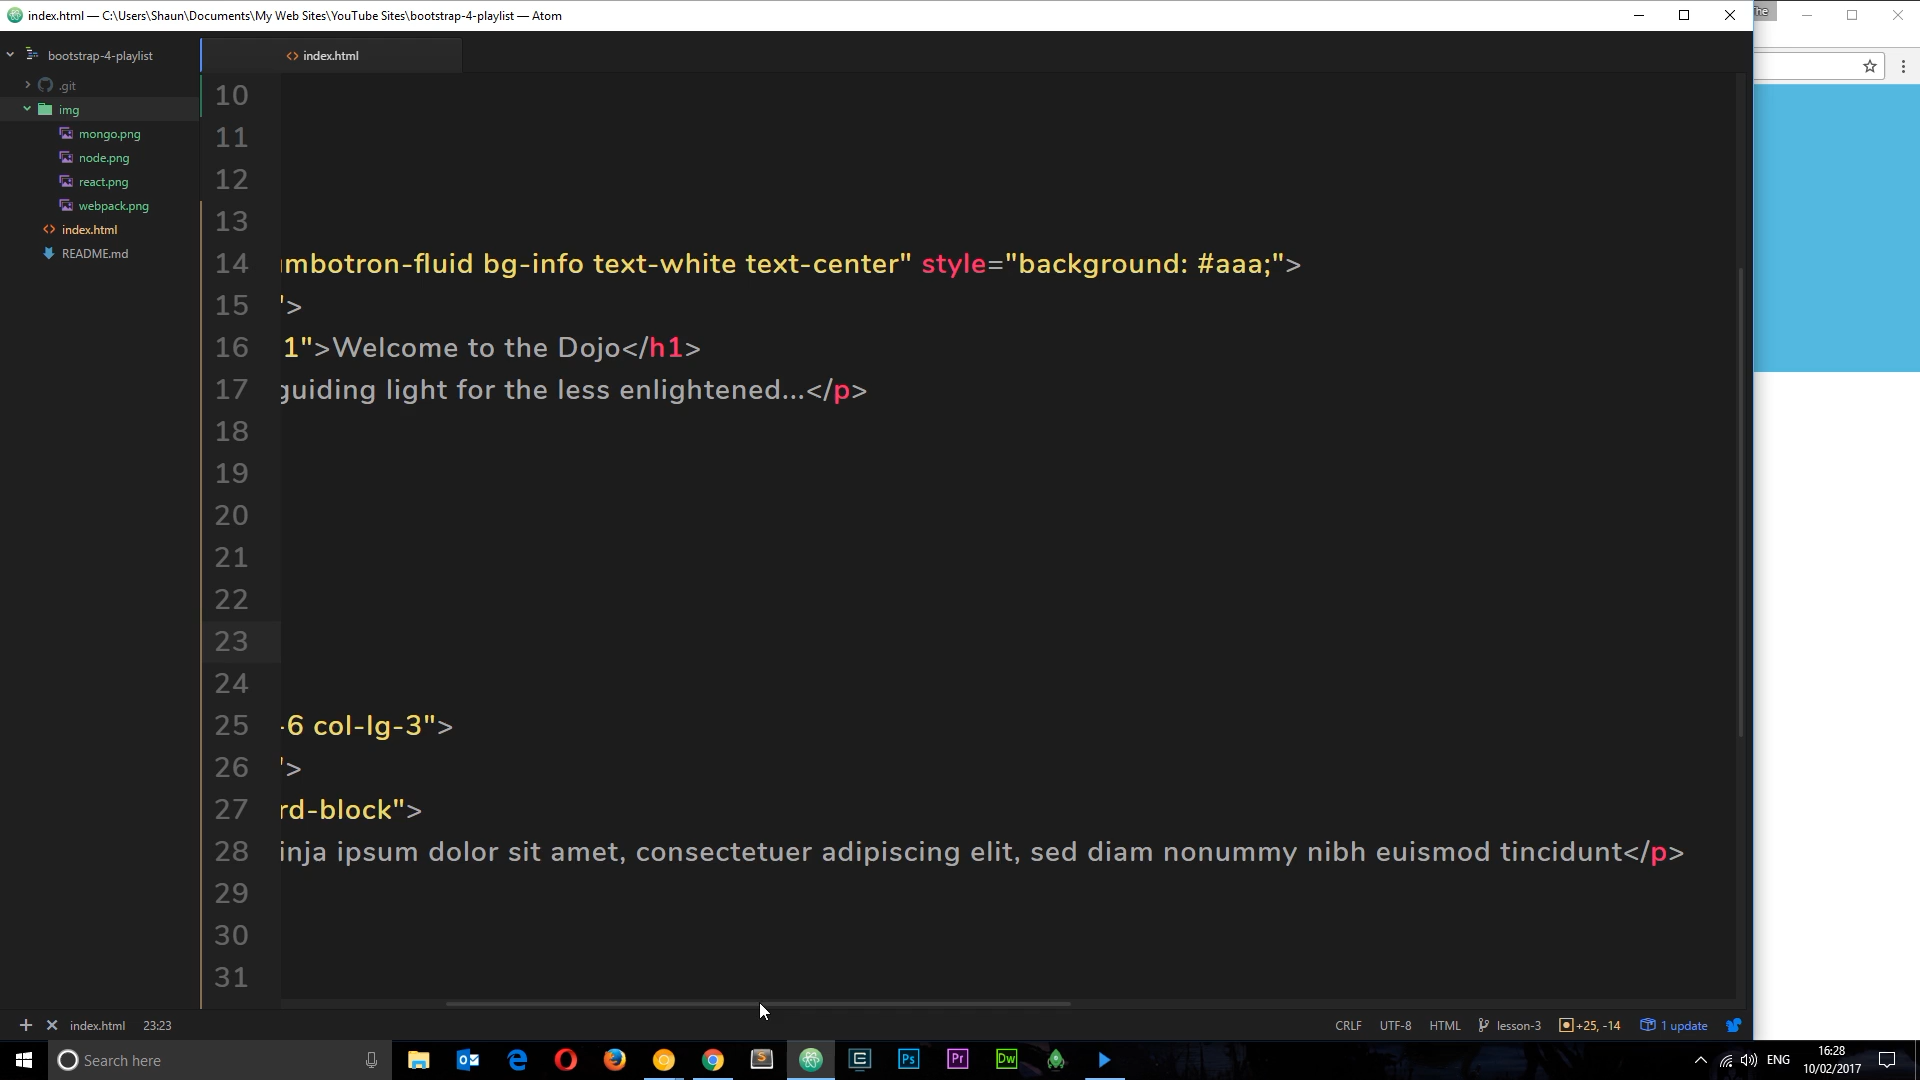 index.html — C:\Users\Shaun\Documents\My Web Sites\YouTube Sites\bootstrap-4-playlist — Atom
bootstrap-4-playlist
.git
img
mongo.png
node.png
react.png
webpack.png
index.html
README.md
index.html
10
11
12
13
14 mbotron-fluid bg-info text-white text-center" style="background: #aaa;">
15 ">
16 1">Welcome to the Dojo</h1>
17 guiding light for the less enlightened...</p>
18
19
20
21
22
23
24
25 -6 col-lg-3">
26 ">
27 rd-block">
28 inja ipsum dolor sit amet, consectetuer adipiscing elit, sed diam nonummy nibh euismod tincidunt</p>
29
30
31
index.html 23:23
CRLF UTF-8 HTML lesson-3 +25, -14 1 update
Search here
Ps
Pr
Dw
ENG
16:28
10/02/2017